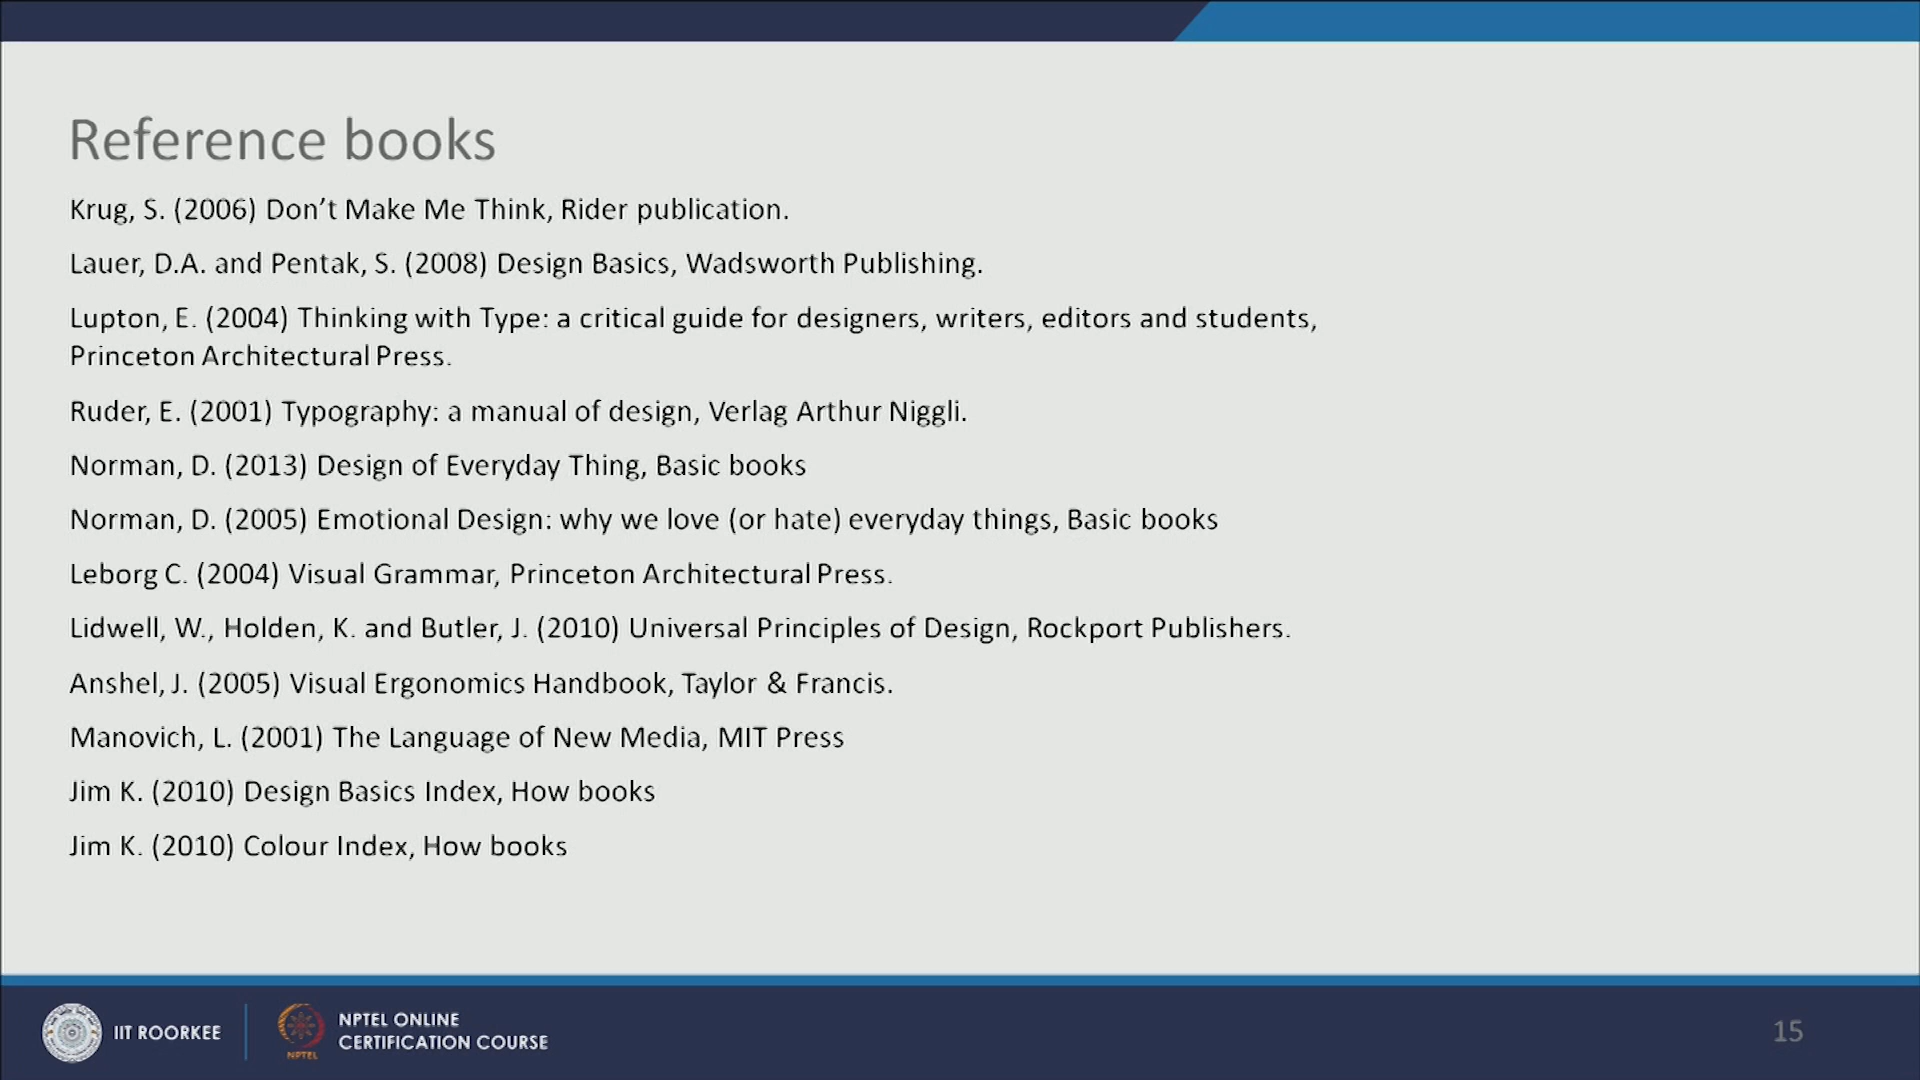 Reference books
Krug, S. (2006) Don’t Make Me Think, Rider publication.
Lauer, D.A. and Pentak, S. (2008) Design Basics, Wadsworth Publishing.
Lupton, E. (2004) Thinking with Type: a critical guide for designers, writers, editors and students,
Princeton Architectural Press.
Ruder, E. (2001) Typography: a manual of design, Verlag Arthur Niggli.
Norman, D. (2013) Design of Everyday Thing, Basic books
Norman, D. (2005) Emotional Design: why we love (or hate) everyday things, Basic books
Leborg C. (2004) Visual Grammar, Princeton Architectural Press.
Lidwell, W., Holden, K. and Butler, J. (2010) Universal Principles of Design, Rockport Publishers.
Anshel, J. (2005) Visual Ergonomics Handbook, Taylor & Francis.
Manovich, L. (2001) The Language of New Media, MIT Press
Jim K. (2010) Design Basics Index, How books
Jim K. (2010) Colour Index, How books
IIT ROORKEE
NPTEL
NPTEL ONLINE
CERTIFICATION COURSE
15